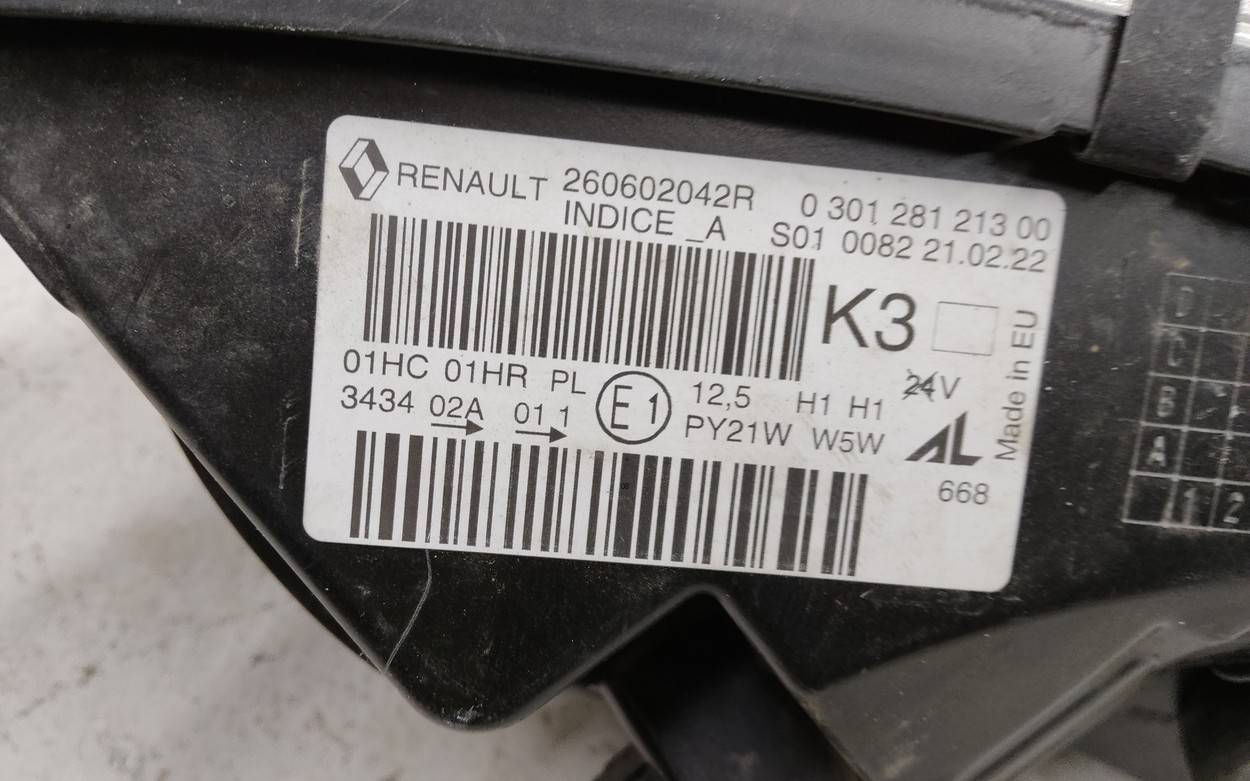 RENAULT 260602042R 0 301 281 213 00
INDICE _A S01 0082 21.02.22
K3
Made in EU
01HC 01HR PL E1 12,5 H1 H1 24V
3434 02A 01 1 PY21W W5W AL
668
D
C
B
A
1 2